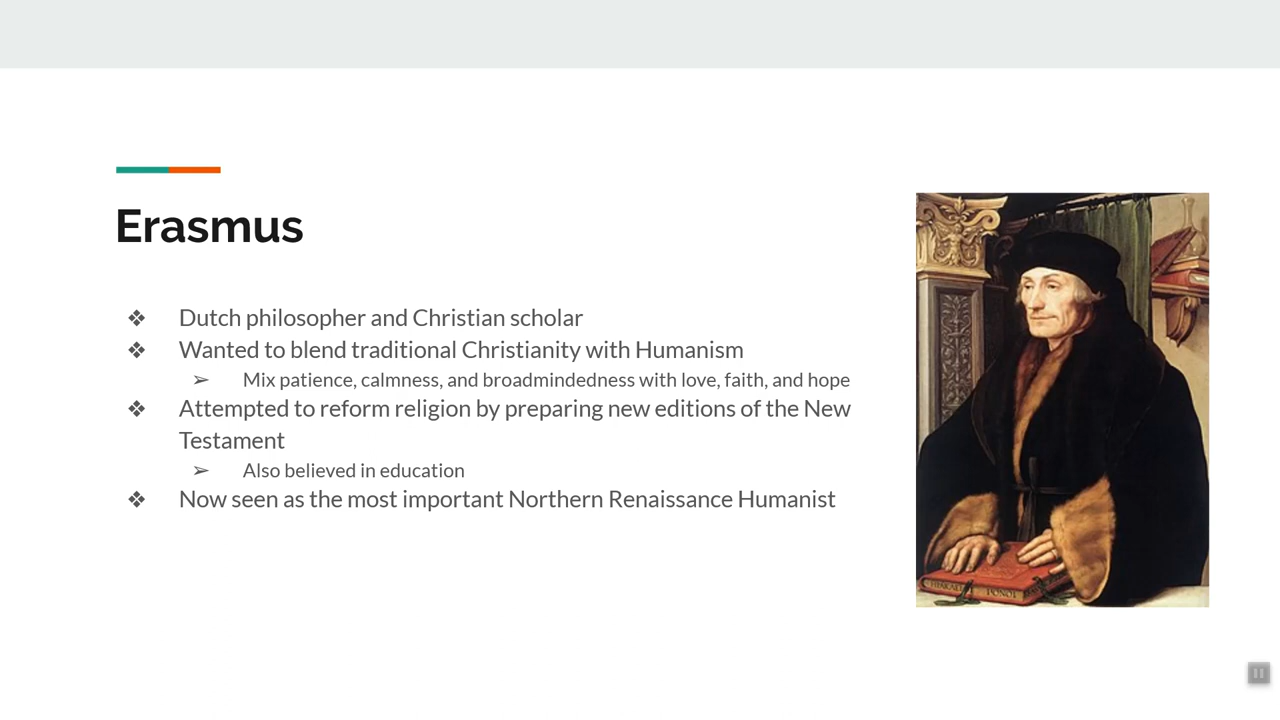 Erasmus
❖ Dutch philosopher and Christian scholar
❖ Wanted to blend traditional Christianity with Humanism
➢ Mix patience, calmness, and broadmindedness with love, faith, and hope
❖ Attempted to reform religion by preparing new editions of the New
Testament
➢ Also believed in education
❖ Now seen as the most important Northern Renaissance Humanist